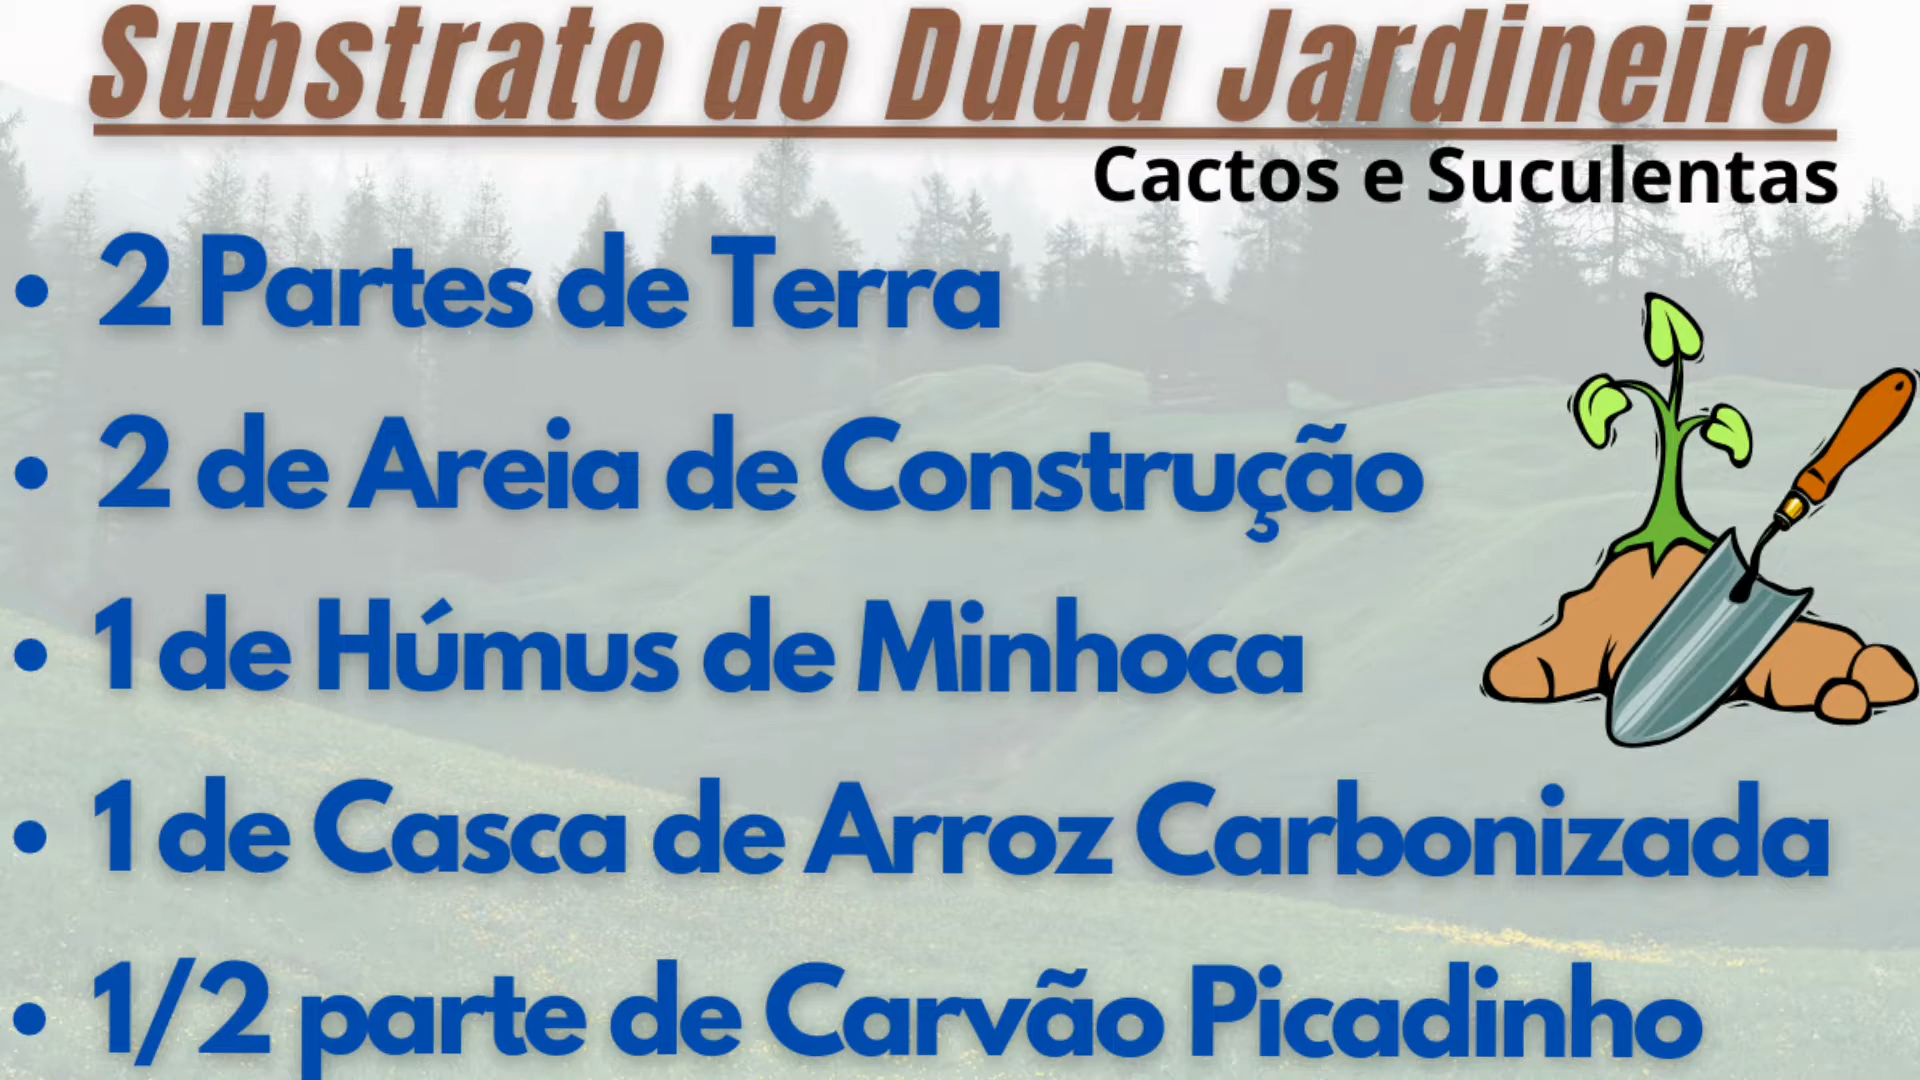 Substrato do Dudu Jardineiro
Cactos e Suculentas
• 2 Partes de Terra
• 2 de Areia de Construção
• 1 de Húmus de Minhoca
• 1 de Casca de Arroz Carbonizada
• 1/2 parte de Carvão Picadinho